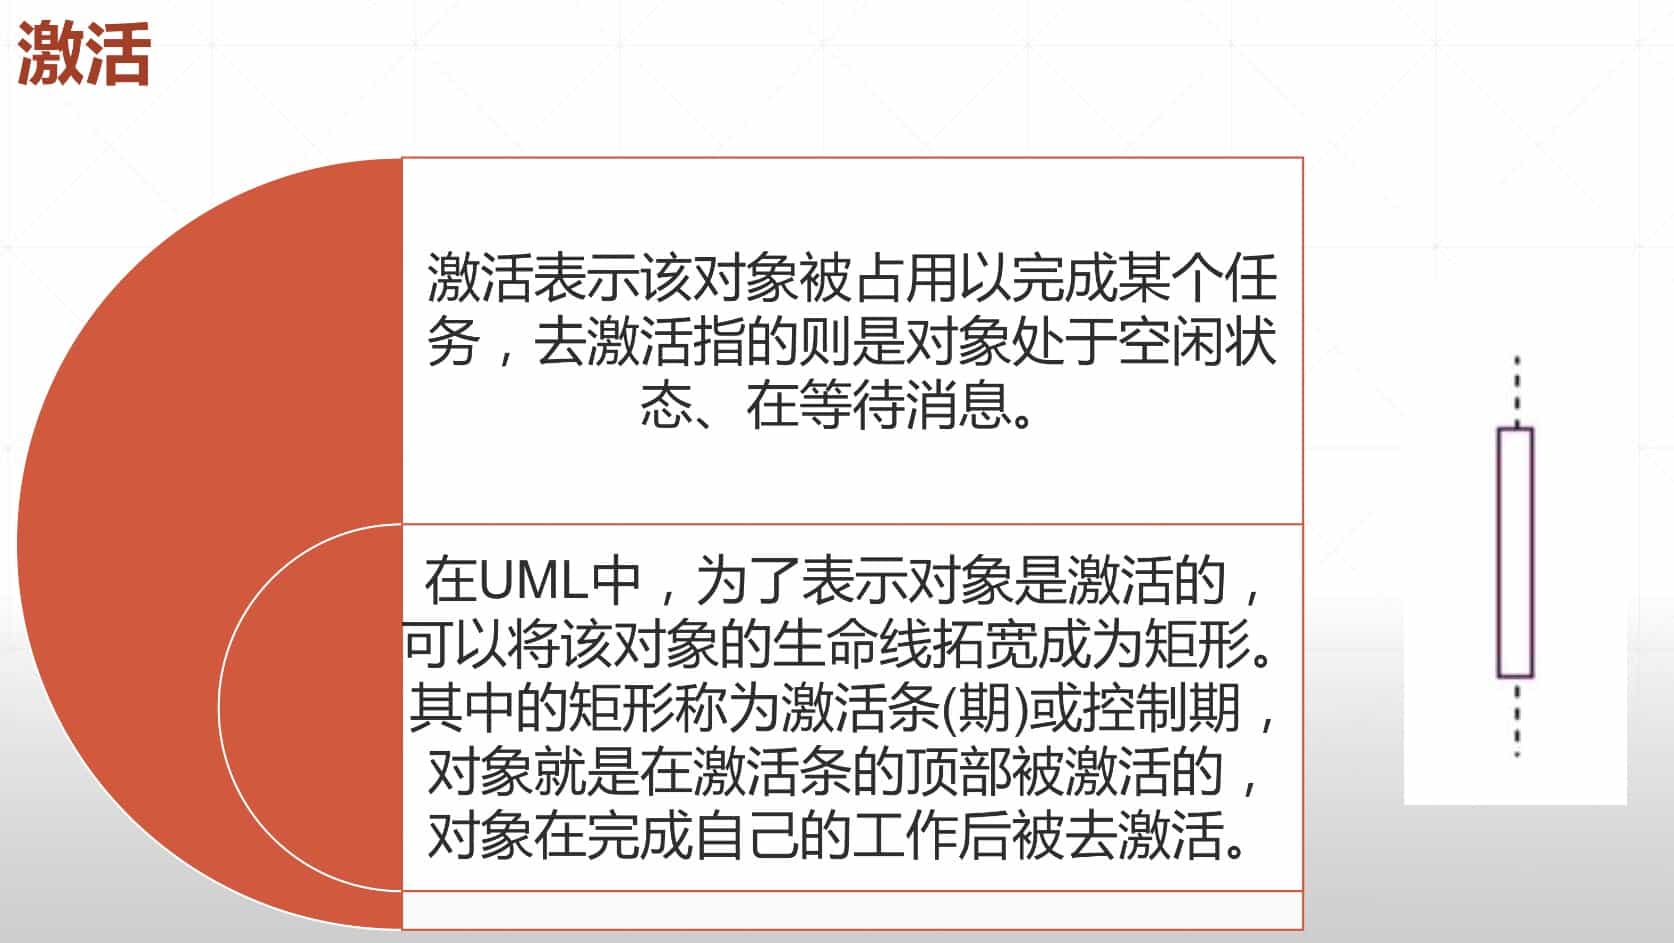 激活
激活表示该对象被占用以完成某个任
务，去激活指的则是对象处于空闲状
态、在等待消息。
在UML中，为了表示对象是激活的，
可以将该对象的生命线拓宽成为矩形。
其中的矩形称为激活条(期)或控制期，
对象就是在激活条的顶部被激活的，
对象在完成自己的工作后被去激活。